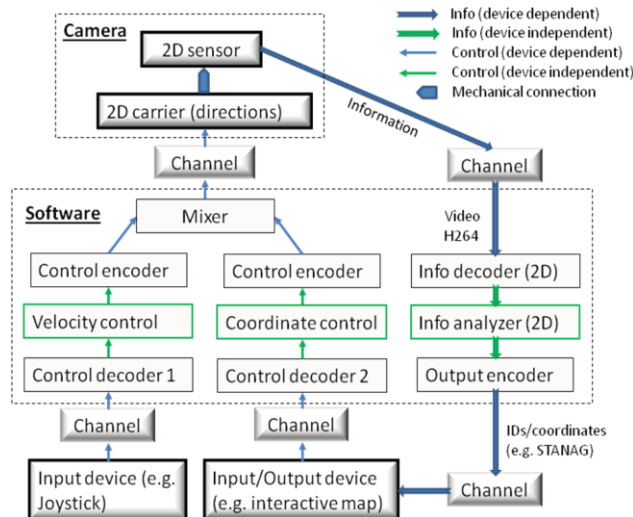 Camera
2D sensor
2D carrier (directions)
Info (device dependent)
Info (device independent)
Control (device dependent)
Control (device independent)
Mechanical connection
Information
Channel
Channel
Software
Mixer
Video
H264
Control encoder
Control encoder
Info decoder (2D)
Velocity control
Coordinate control
Info analyzer (2D)
Control decoder 1
Control decoder 2
Output encoder
Channel
Channel
IDs/coordinates
(e.g. STANAG)
Input device (e.g.
Joystick)
Input/Output device
(e.g. interactive map)
Channel